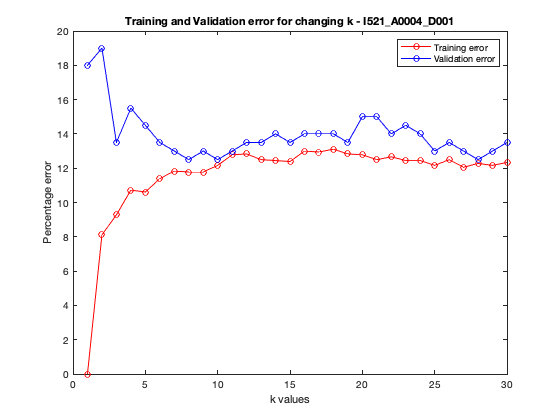 Training and Validation error for changing k - I521_A0004_D001
Training error
Validation error
20
18
16
14
12
10
8
6
4
2
0
Percentage error
0 5 10 15 20 25 30
k values